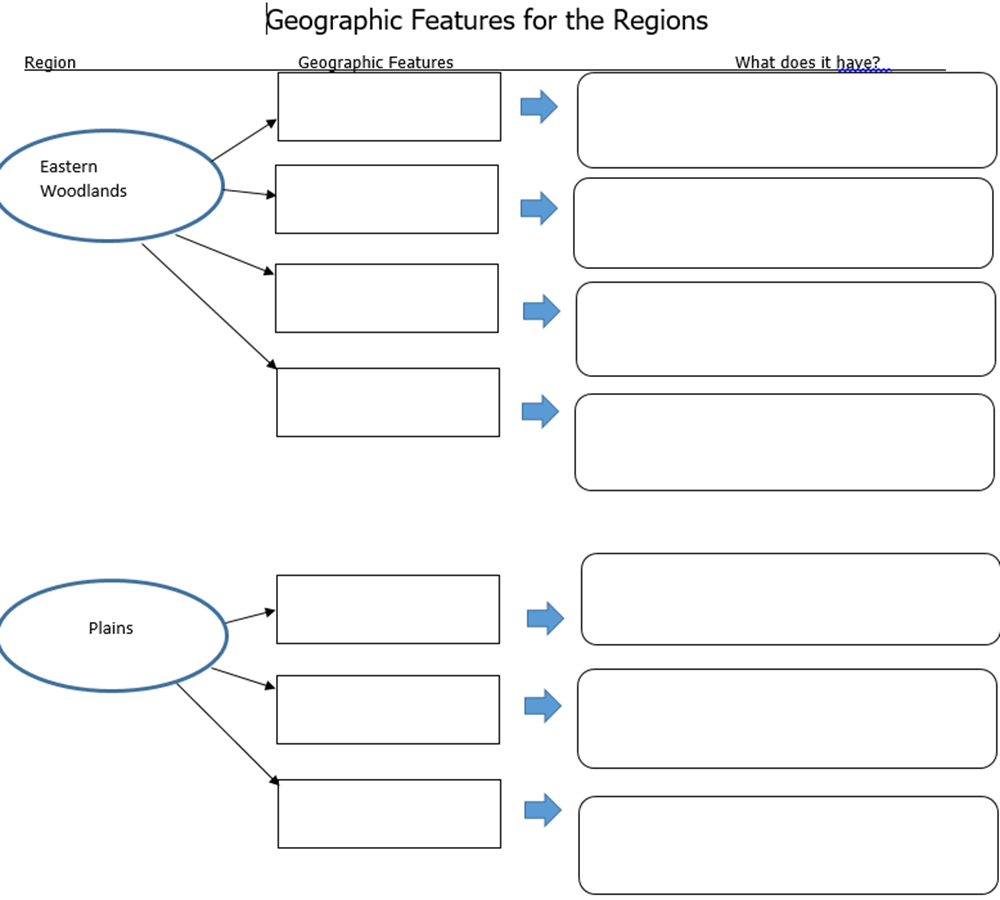 Geographic Features for the Regions
Region Geographic Features What does it have?
Eastern
Woodlands
Plains